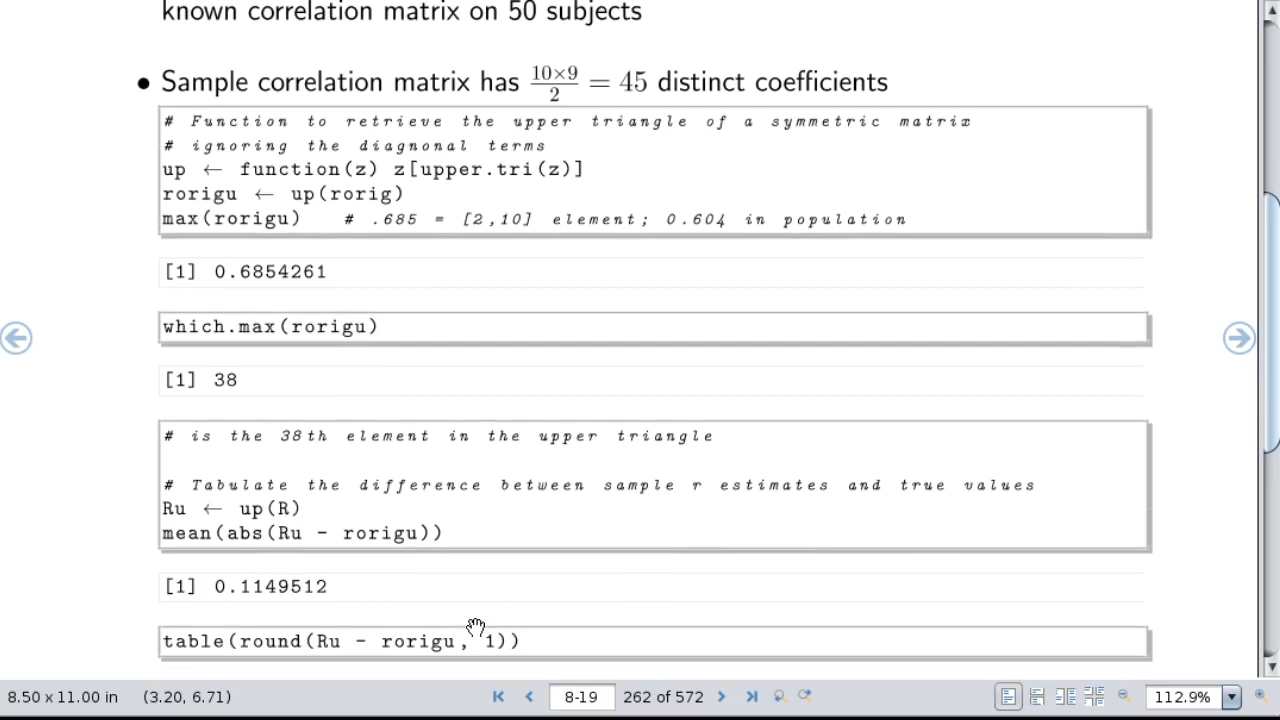 known correlation matrix on 50 subjects
• Sample correlation matrix has 10×9/2 = 45 distinct coefficients
# Function to retrieve the upper triangle of a symmetric matrix
# ignoring the diagnonal terms
up ← function(z) z[upper.tri(z)]
rorigu ← up(rorig)
max(rorigu) # .685 = [2,10] element; 0.604 in population
[1] 0.6854261
which.max(rorigu)
[1] 38
# is the 38th element in the upper triangle
# Tabulate the difference between sample r estimates and true values
Ru ← up(R)
mean(abs(Ru - rorigu))
[1] 0.1149512
table(round(Ru - rorigu, 1))
8.50 x 11.00 in (3.20, 6.71) 8-19 262 of 572 112.9%